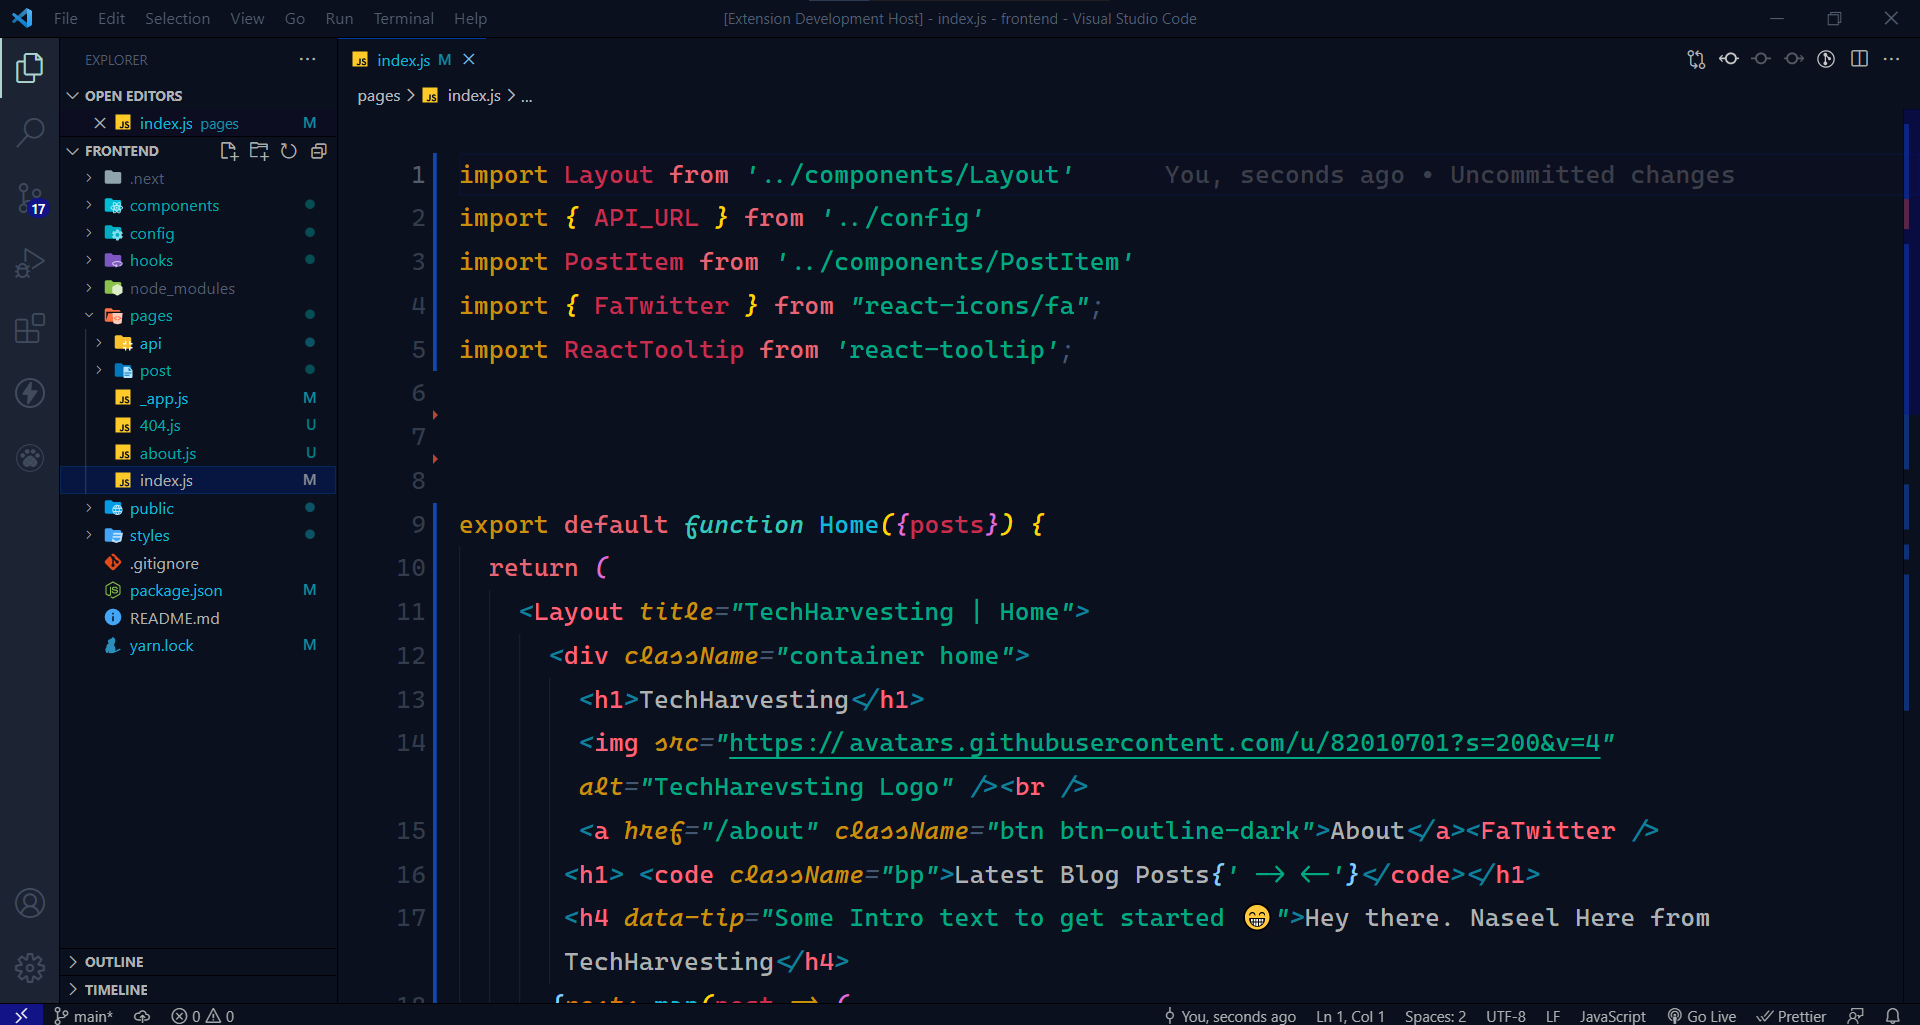 File Edit Selection View Go Run Terminal Help
[Extension Development Host] - index.js - frontend - Visual Studio Code
EXPLORER
OPEN EDITORS
index.js pages M
FRONTEND
.next
components
config
hooks
node_modules
pages
api
post
_app.js M
404.js U
about.js U
index.js M
public
styles
.gitignore
package.json M
README.md
yarn.lock M
OUTLINE
TIMELINE
17
JS index.js M
pages > JS index.js > ...
1 import Layout from '../components/Layout' You, seconds ago • Uncommitted changes
2 import { API_URL } from '../config'
3 import PostItem from '../components/PostItem'
4 import { FaTwitter } from "react-icons/fa";
5 import ReactTooltip from 'react-tooltip';
6
7
8
9 export default function Home({posts}) {
10 return (
11 <Layout title="TechHarvesting | Home">
12 <div className="container home">
13 <h1>TechHarvesting</h1>
14 <img src="https://avatars.githubusercontent.com/u/82010701?s=200&v=4"
alt="TechHarevsting Logo" /><br />
15 <a href="/about" className="btn btn-outline-dark">About</a><FaTwitter />
16 <h1> <code className="bp">Latest Blog Posts{' -> <-'}</code></h1>
17 <h4 data-tip="Some Intro text to get started 😁">Hey there. Naseel Here from
TechHarvesting</h4>
18 {posts.map(post => (
main* 0 0 You, seconds ago Ln 1, Col 1 Spaces: 2 UTF-8 LF JavaScript Go Live Prettier